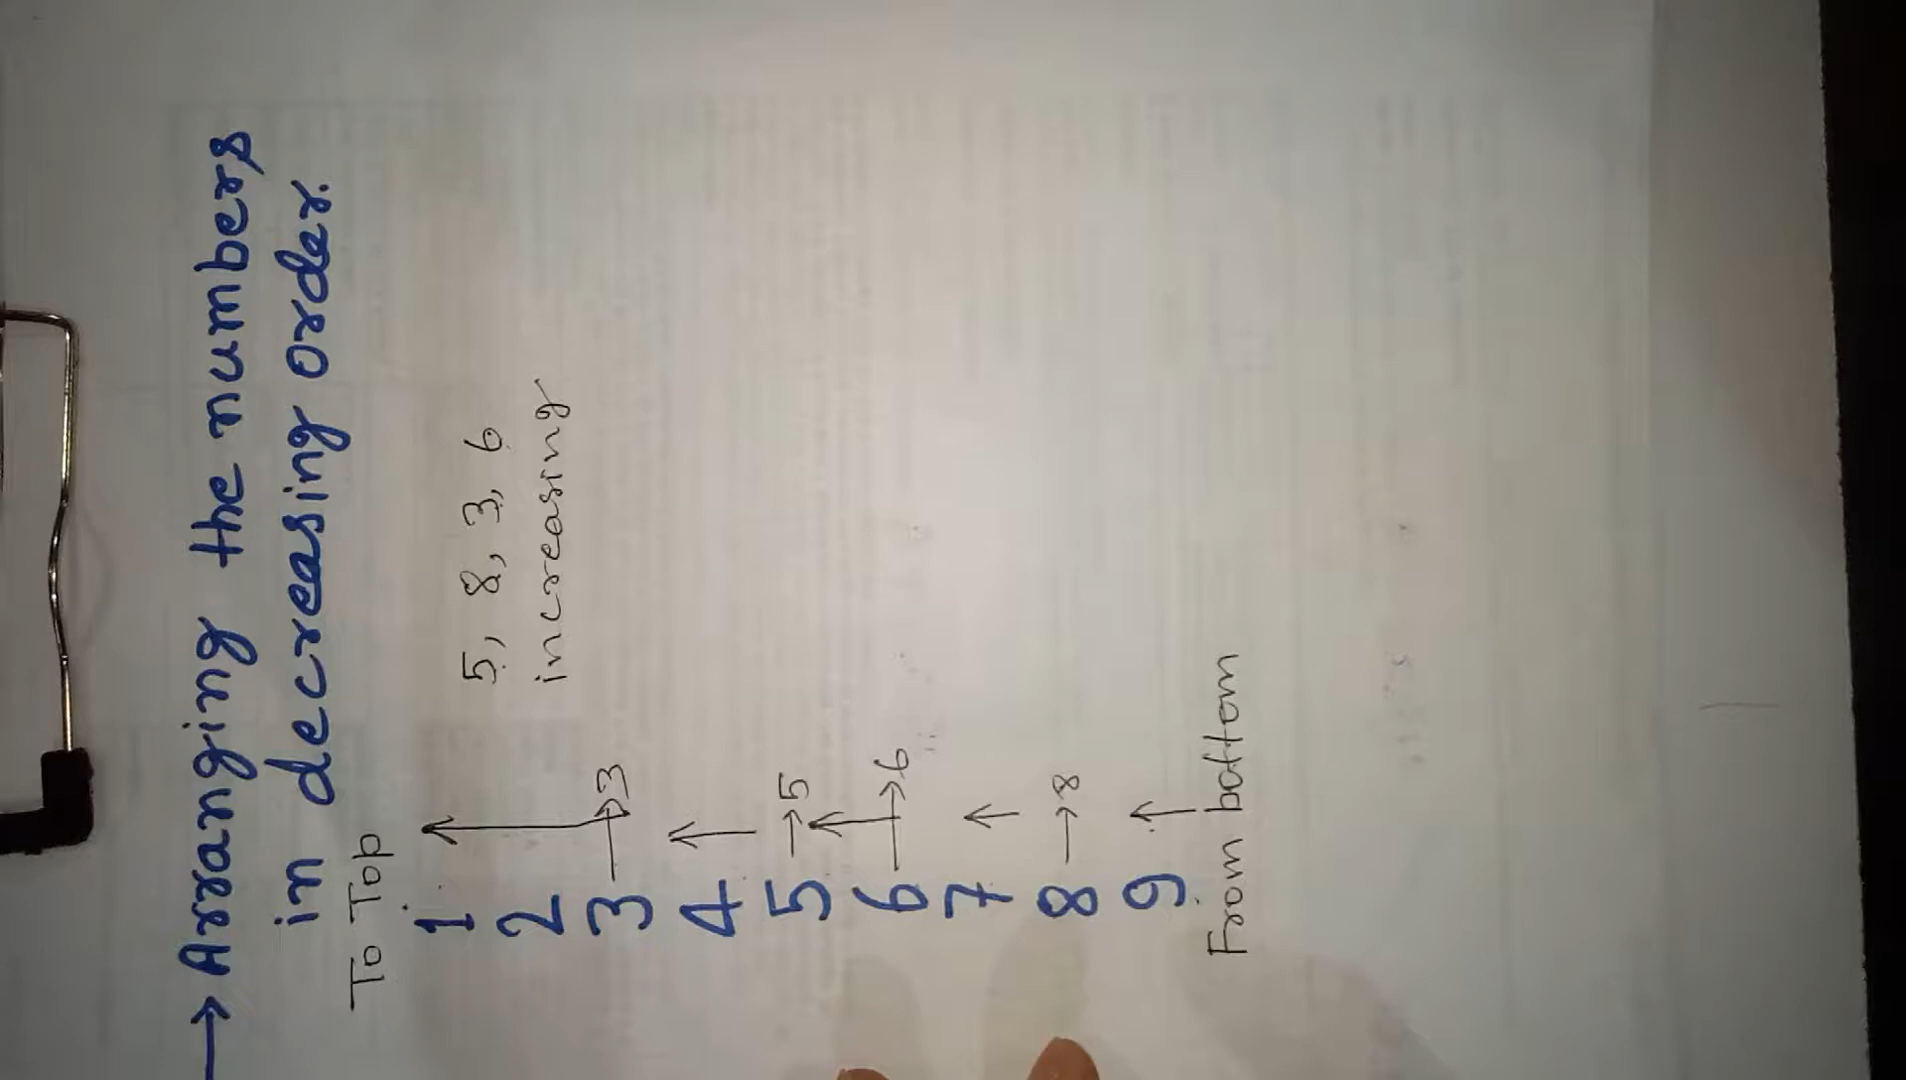 → Arranging the numbers
in decreasing order.
To Top
1
2
3 → 3
4
5 → 5
6 → 6
7
8 → 8
9
From bottom
5, 8, 3, 6
increasing